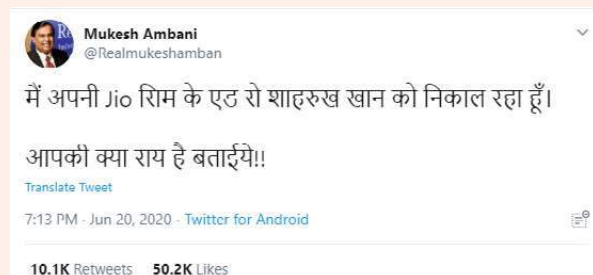 Mukesh Ambani
@Realmukeshamban
मैं अपनी Jio सिम के एड से शाहरुख खान को निकाल रहा हूँ।
आपकी क्या राय है बताईये!!
Translate Tweet
7:13 PM · Jun 20, 2020 · Twitter for Android
10.1K Retweets 50.2K Likes